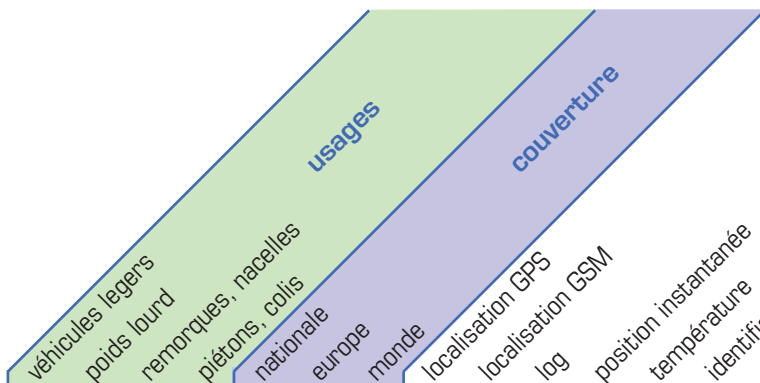 usages
couverture
véhicules legers
poids lourd
remorques, nacelles
piétons, colis
nationale
europe
monde
localisation GPS
localisation GSM
log
position instantanée
température